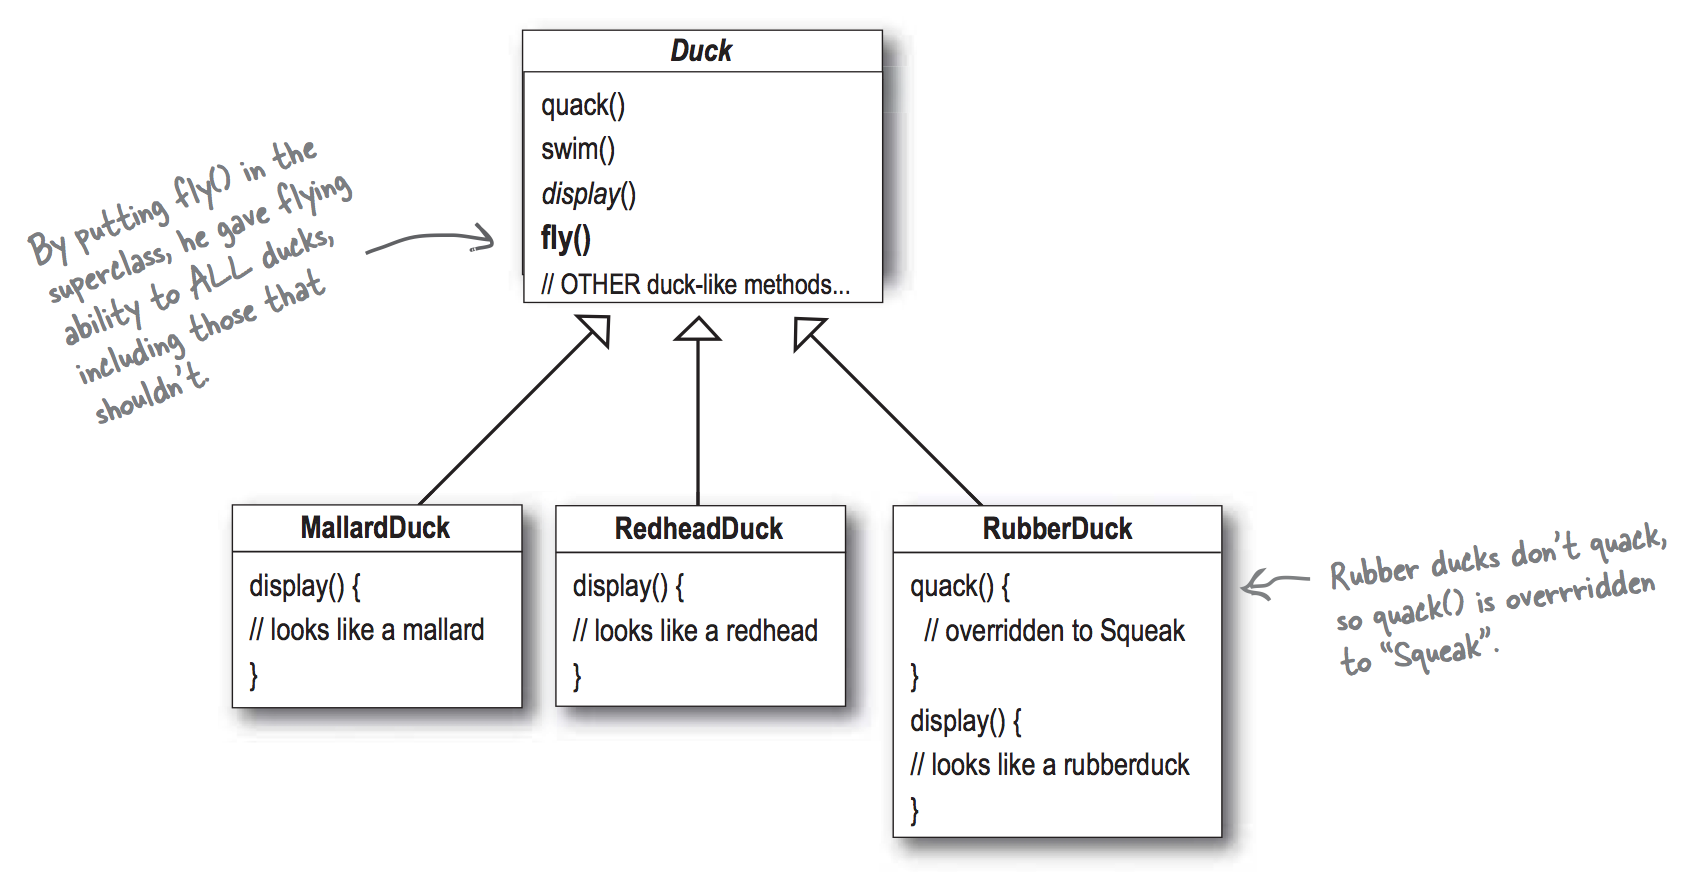 Duck
quack()
swim()
display()
fly()
// OTHER duck-like methods...
By putting fly() in the
superclass, he gave flying
ability to ALL ducks,
including those that
shouldn't.
MallardDuck
display() {
// looks like a mallard
}
RedheadDuck
display() {
// looks like a redhead
}
RubberDuck
quack() {
// overridden to Squeak
}
display() {
// looks like a rubberduck
}
Rubber ducks don't quack,
so quack() is overrridden
to “Squeak”.